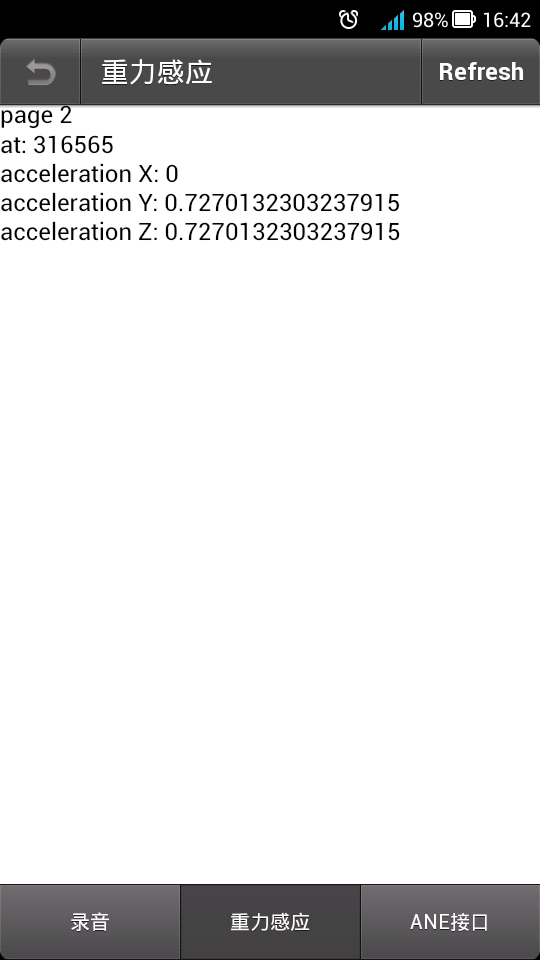 98% 16:42
重力感应 Refresh
page 2
at: 316565
acceleration X: 0
acceleration Y: 0.7270132303237915
acceleration Z: 0.7270132303237915
录音 重力感应 ANE接口